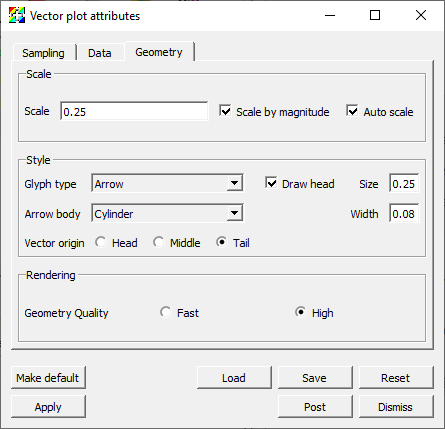 Vector plot attributes
Sampling Data Geometry
Scale
Scale 0.25 Scale by magnitude Auto scale
Style
Glyph type Arrow Draw head Size 0.25
Arrow body Cylinder Width 0.08
Vector origin Head Middle Tail
Rendering
Geometry Quality Fast High
Make default Load Save Reset
Apply Post Dismiss